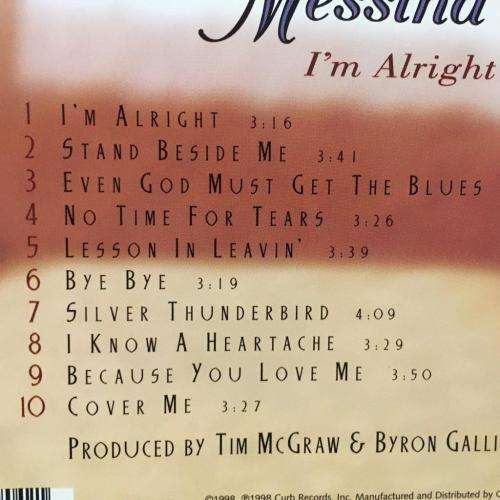 Messina
I'm Alright
1 I'M ALRIGHT 3:16
2 STAND BESIDE ME 3:41
3 EVEN GOD MUST GET THE BLUES
4 NO TIME FOR TEARS 3:26
5 LESSON IN LEAVIN' 3:39
6 BYE BYE 3:19
7 SILVER THUNDERBIRD 4:09
8 I KNOW A HEARTACHE 3:29
9 BECAUSE YOU LOVE ME 3:50
10 COVER ME 3:27
PRODUCED BY TIM MCGRAW & BYRON GALLI
©1998 ℗1998 Curb Records, Inc. Manufactured and Distributed by